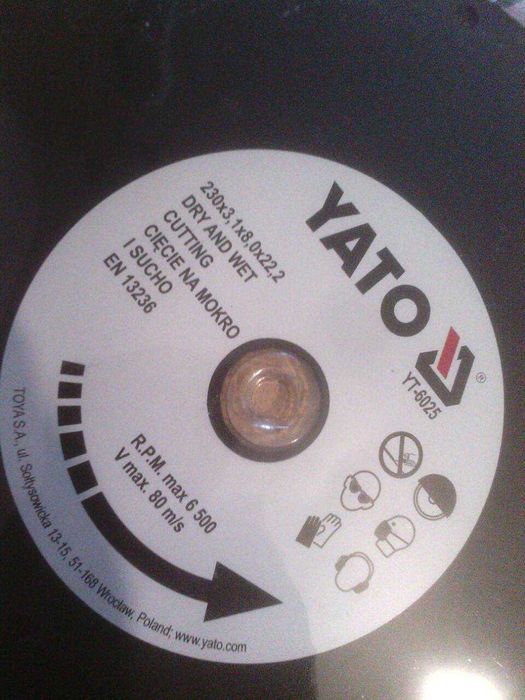 YATO
®
YT-6025
230x3,1x8,0x22,2
DRY AND WET
CUTTING
CIĘCIE NA MOKRO
I SUCHO
EN 13236
R.P.M. max 6 500
V max. 80 m/s
TOYA S.A., ul. Sołtysowicka 13-15, 51-168 Wrocław, Poland; www.yato.com